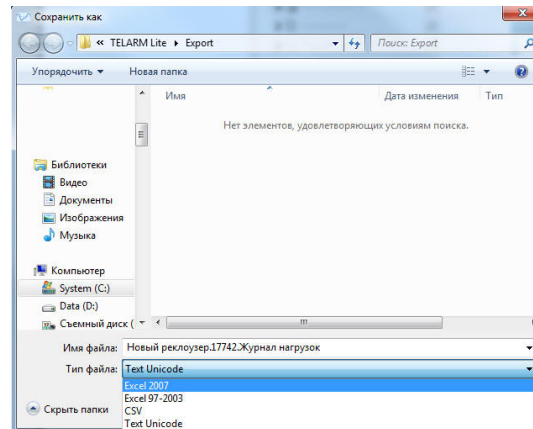 Сохранить как
« TELARM Lite ▸ Export
Поиск: Export
Упорядочить ▼ Новая папка
Имя Дата изменения Тип
Нет элементов, удовлетворяющих условиям поиска.
Библиотеки
Видео
Документы
Изображения
Музыка
Компьютер
System (C:)
Data (D:)
Съемный диск (
Имя файла: Новый реклоузер.17742.Журнал нагрузок
Тип файла: Text Unicode
Excel 2007
Excel 97-2003
CSV
Text Unicode
Скрыть папки